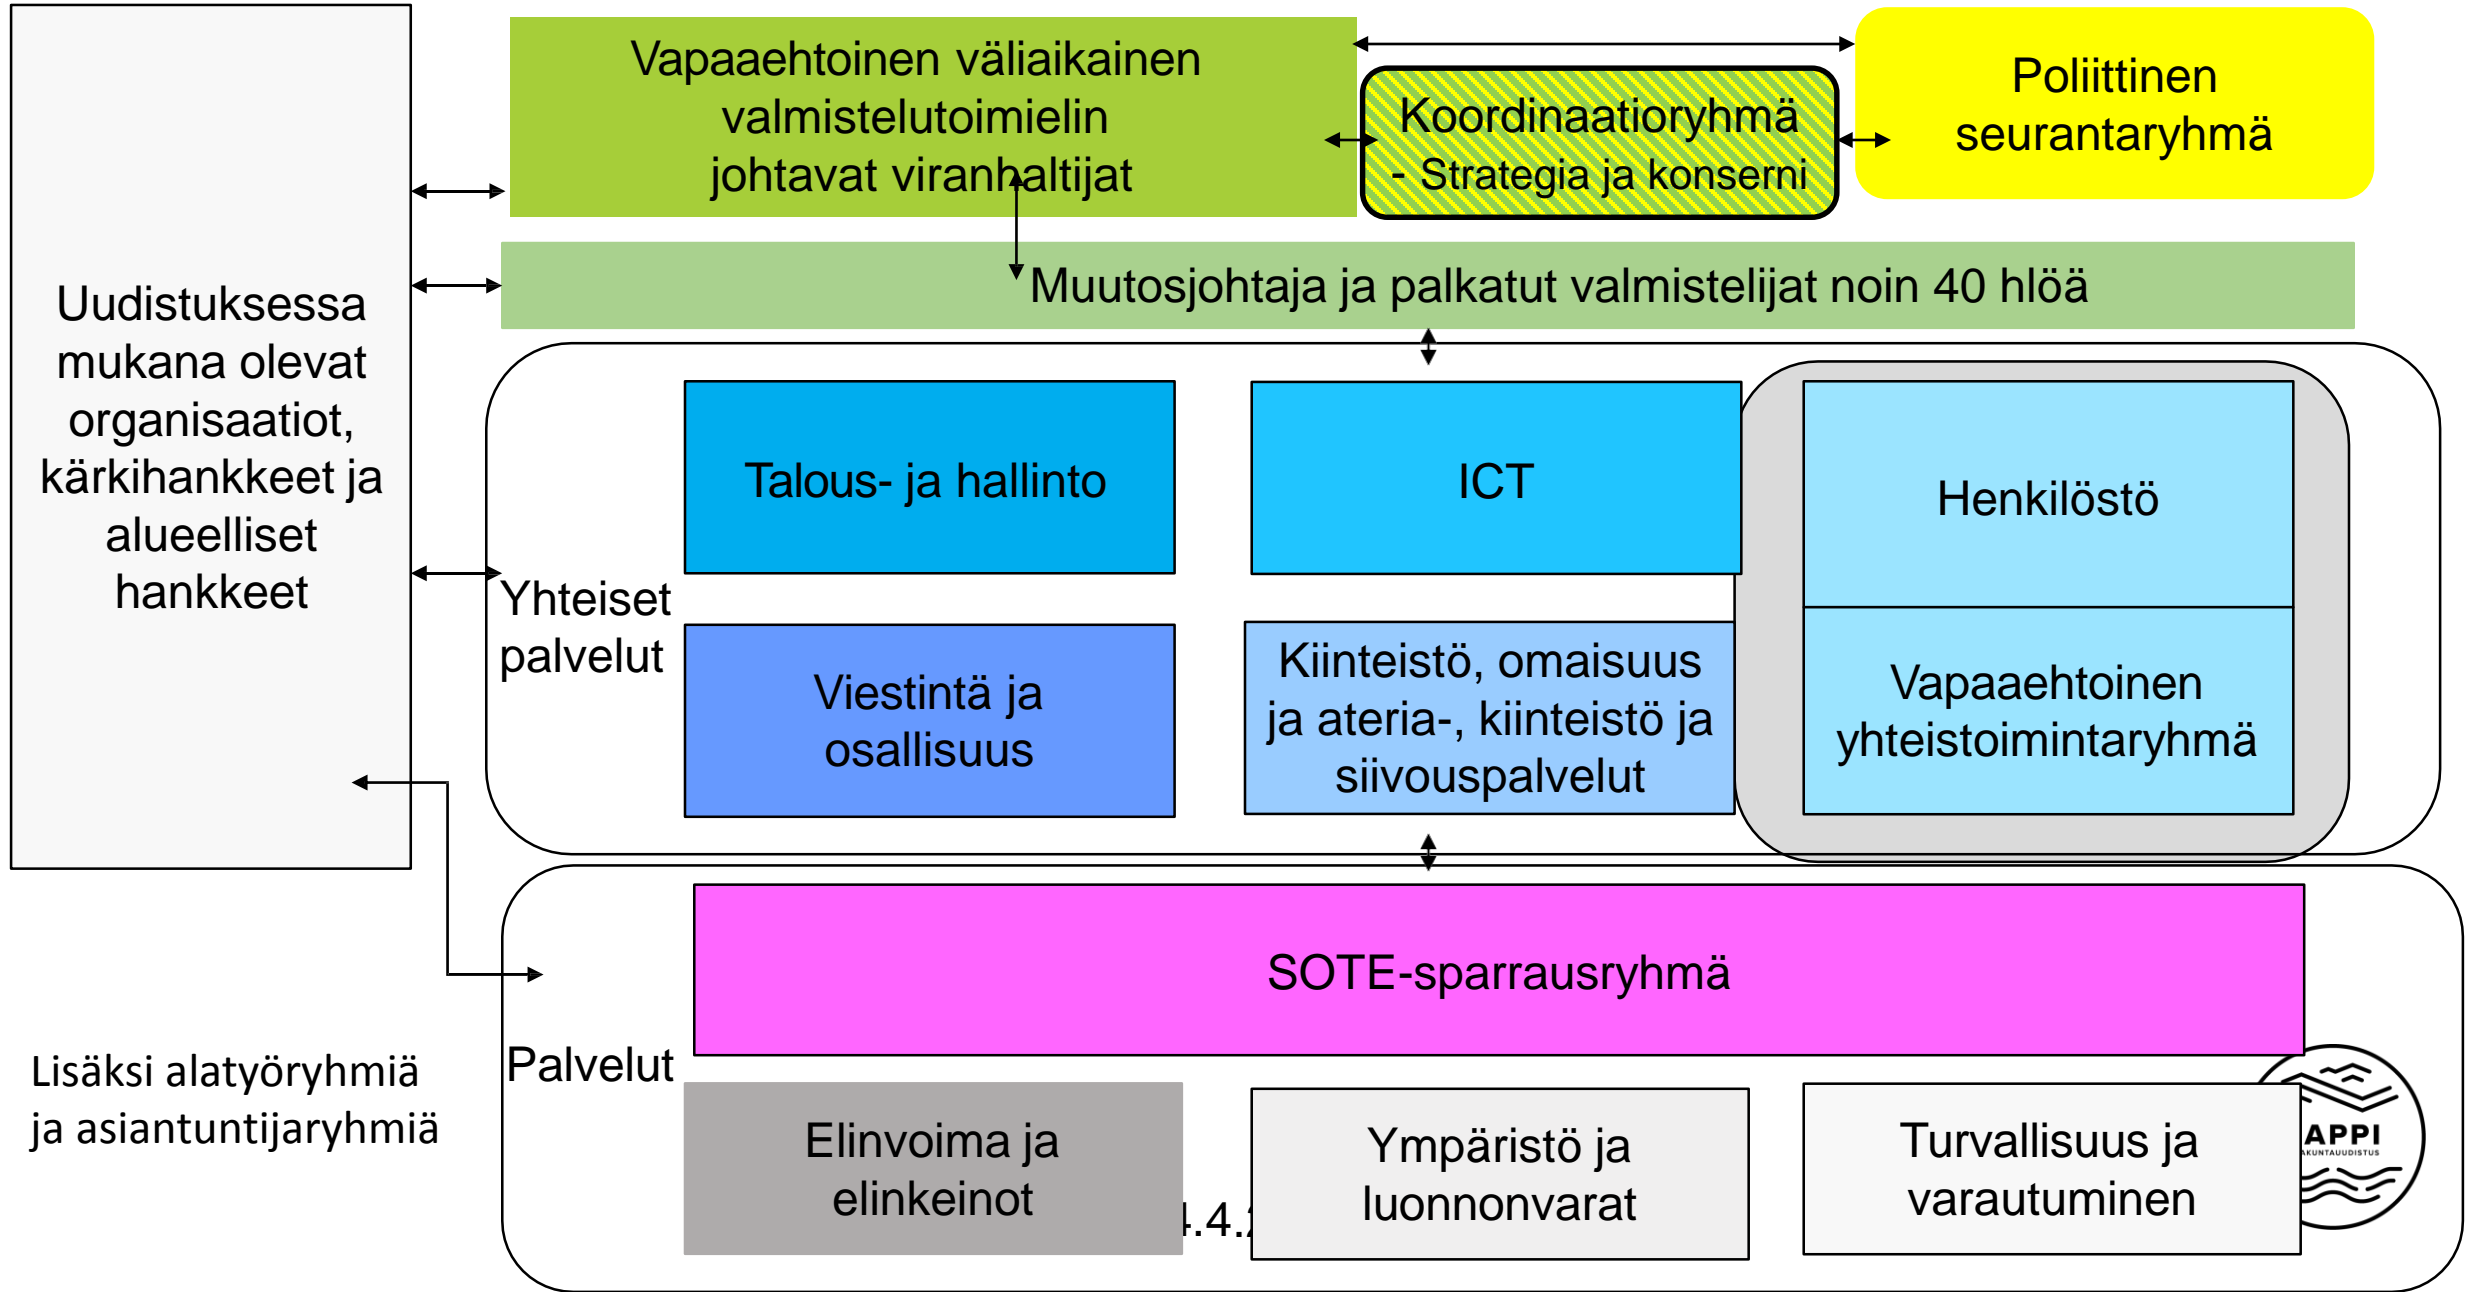 Vapaaehtoinen väliaikainen
valmistelutoimielin
johtavat viranhaltijat
Koordinaatioryhmä
- Strategia ja konserni
Poliittinen
seurantaryhmä
Uudistuksessa
mukana olevat
organisaatiot,
kärkihankkeet ja
alueelliset
hankkeet
Muutosjohtaja ja palkatut valmistelijat noin 40 hlöä
Yhteiset
palvelut
Talous- ja hallinto
ICT
Henkilöstö
Viestintä ja
osallisuus
Kiinteistö, omaisuus
ja ateria-, kiinteistö ja
siivouspalvelut
Vapaaehtoinen
yhteistoimintaryhmä
Palvelut
SOTE-sparrausryhmä
Lisäksi alatyöryhmiä
ja asiantuntijaryhmiä
Elinvoima ja
elinkeinot
Ympäristö ja
luonnonvarat
Turvallisuus ja
varautuminen
APPI
AKUNTAUUDISTUS